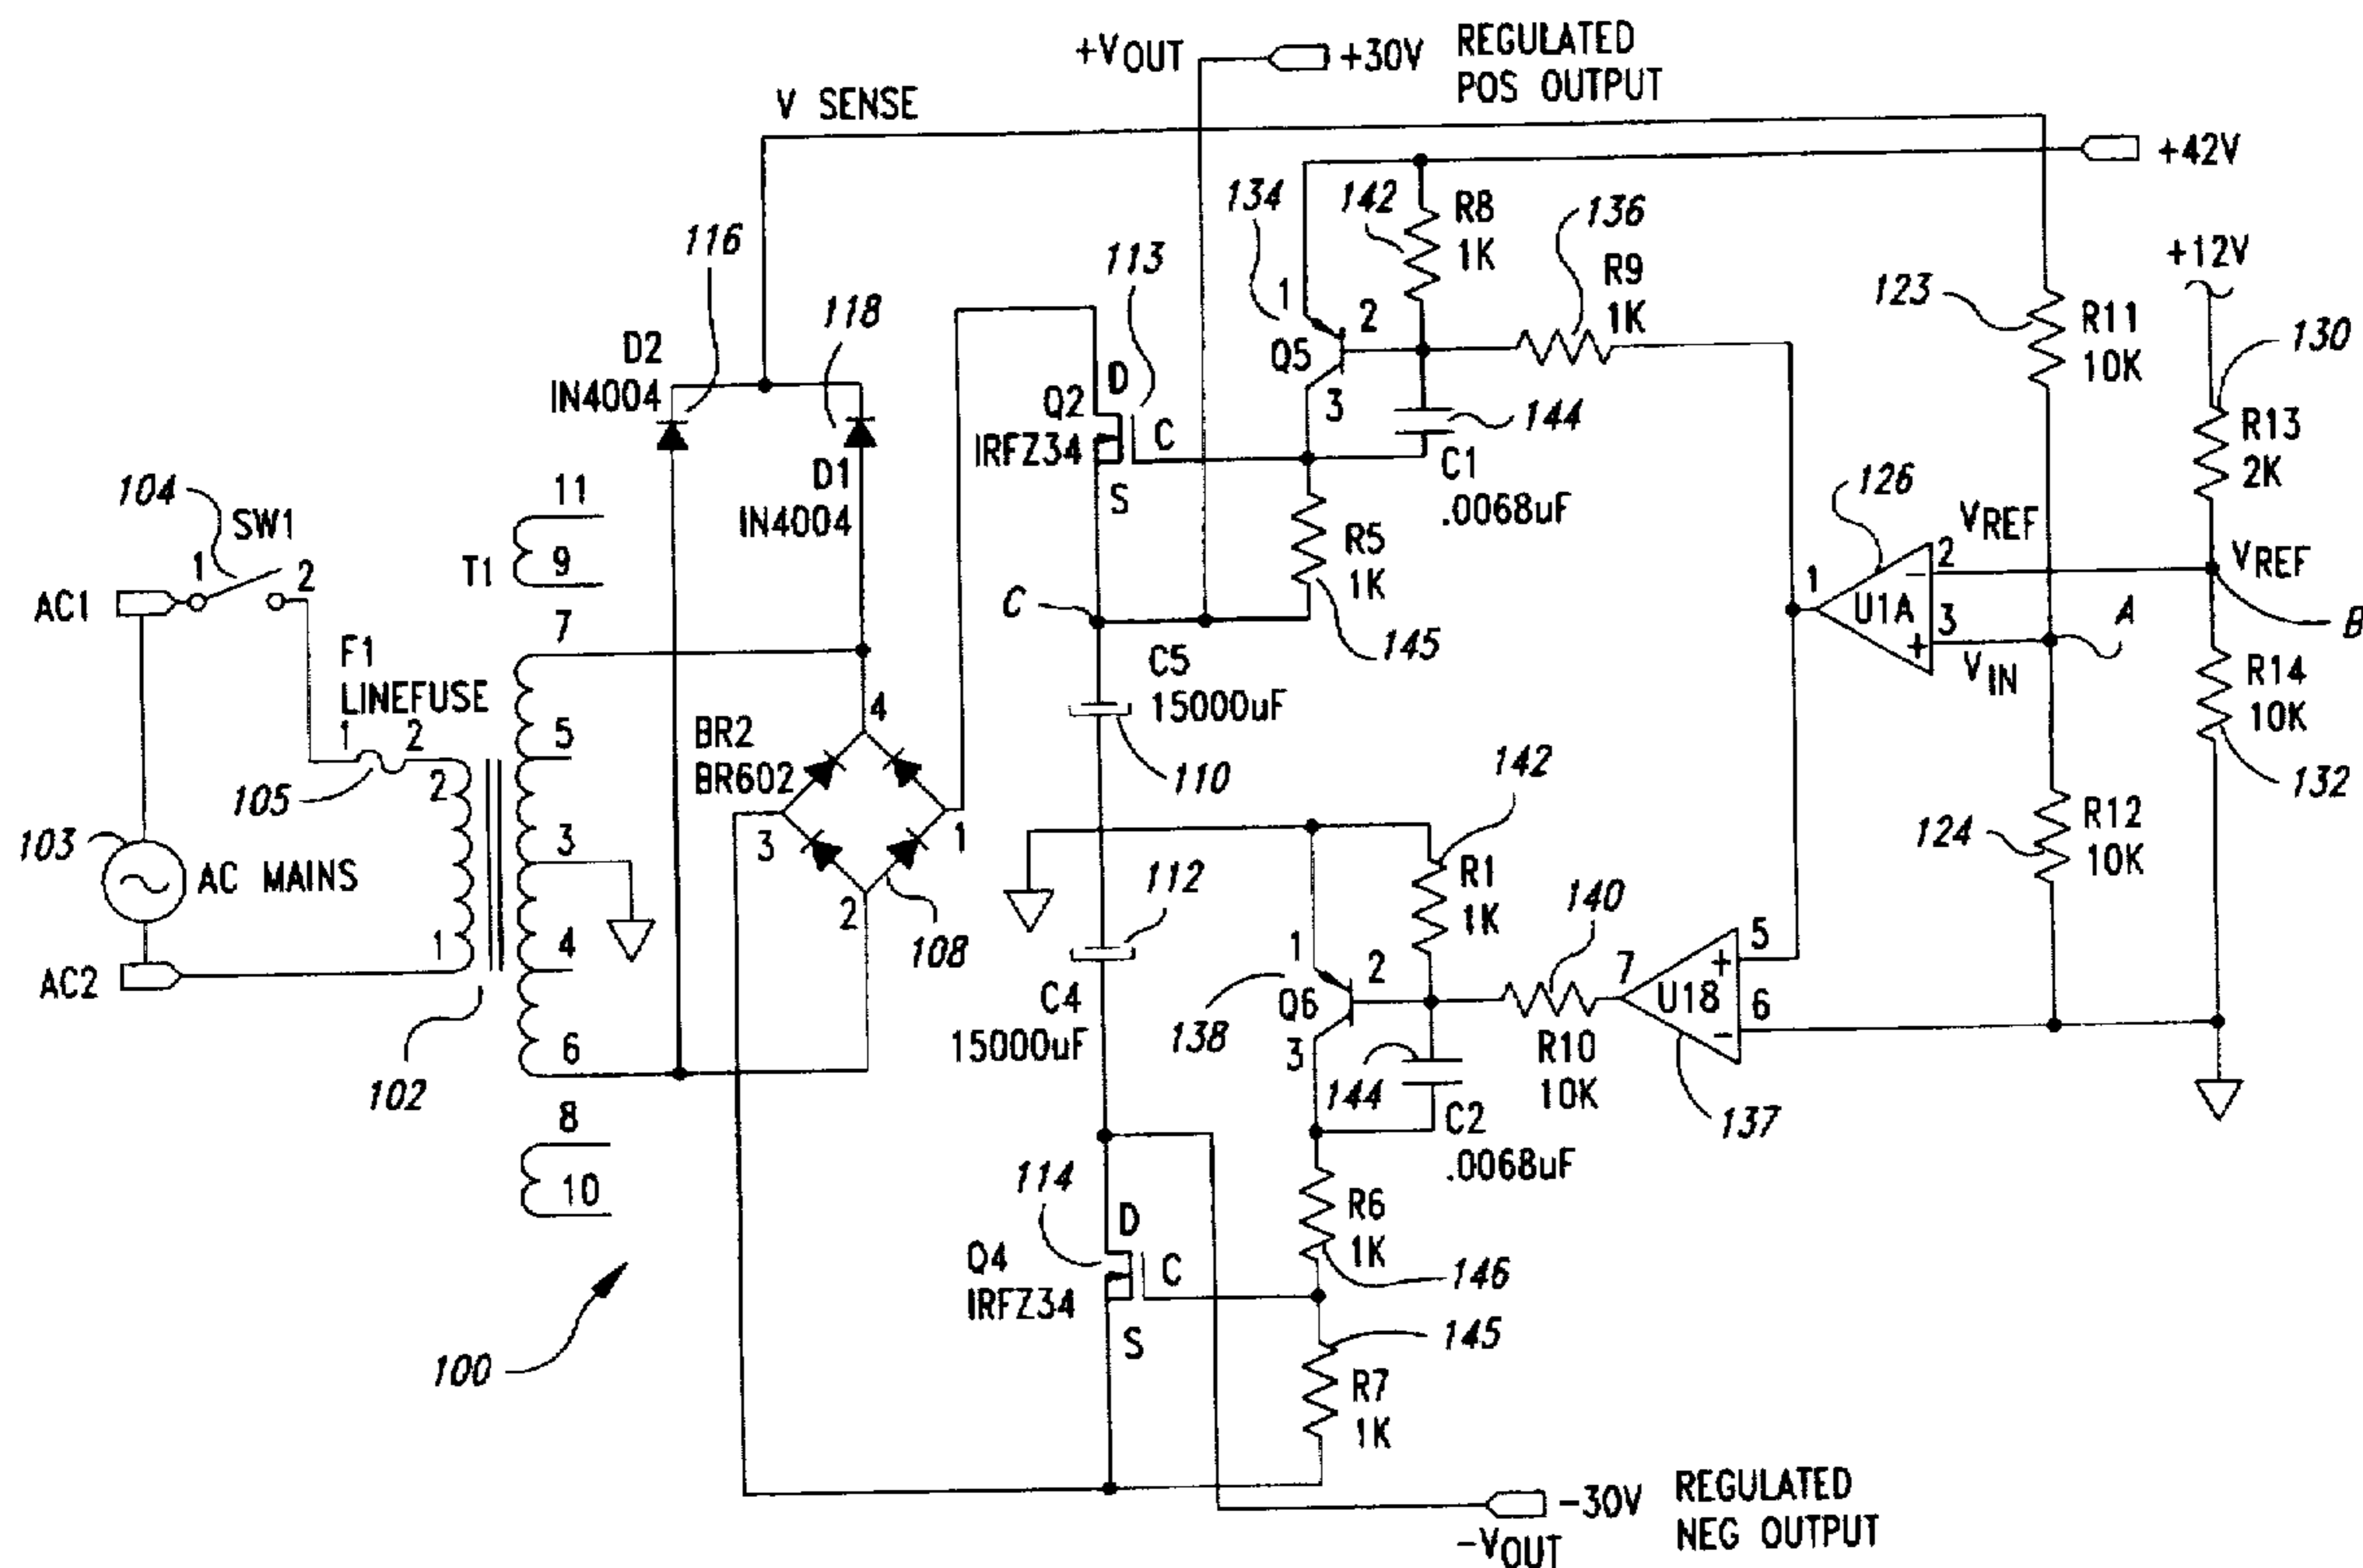 +VOUT
+30V
REGULATED
POS OUTPUT
V SENSE
+42V
134
142
R8
1K
136
R9
1K
+12V
116
113
118
123
R11
10K
130
D2
IN4004
1
2
Q5
3
D
Q2
IRFZ34
C
S
144
C1
.0068uF
R13
2K
D1
IN4004
104
SW1
1
2
11
9
T1
126
VREF
2
VREF
1
U1A
3
VIN
A
B
AC1
7
C
R5
1K
145
F1
LINEFUSE
1
2
5
C5
15000uF
110
R14
10K
132
4
BR2
BR602
3
1
2
108
105
2
3
142
R12
10K
124
103
AC MAINS
112
R1
1K
140
1
4
AC2
102
6
C4
15000uF
1
2
Q6
3
138
7
5
U18
6
R10
10K
137
144
C2
.0068uF
8
10
114
D
Q4
IRFZ34
C
S
R6
1K
146
145
R7
1K
100
-30V
-VOUT
REGULATED
NEG OUTPUT